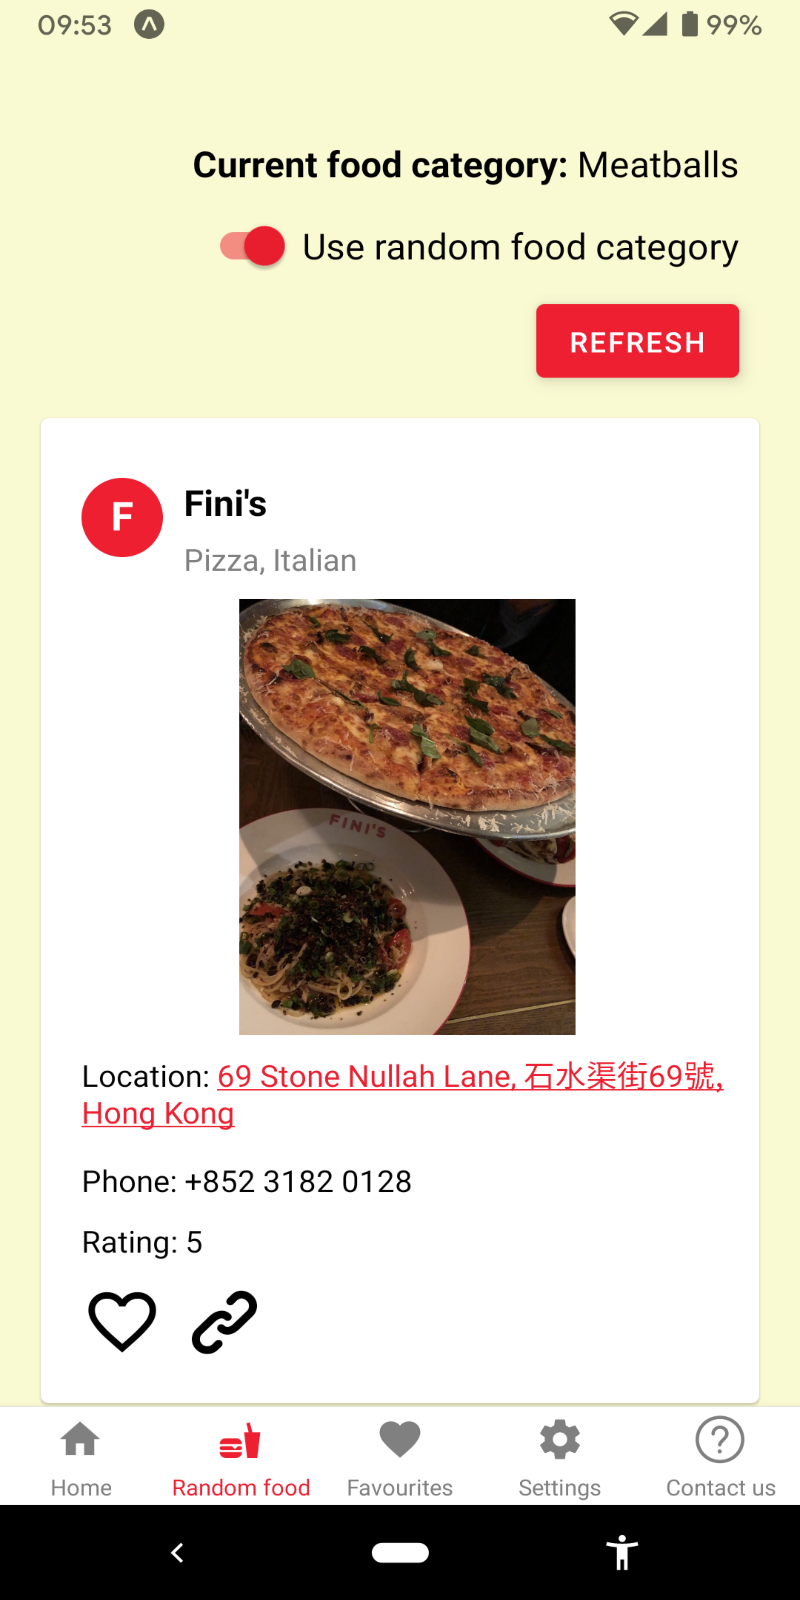 09:53
99%
Current food category: Meatballs
Use random food category
REFRESH
F
Fini's
Pizza, Italian
FINI'S
Location: 69 Stone Nullah Lane, 石水渠街69號,
Hong Kong
Phone: +852 3182 0128
Rating: 5
Home
Random food
Favourites
Settings
Contact us